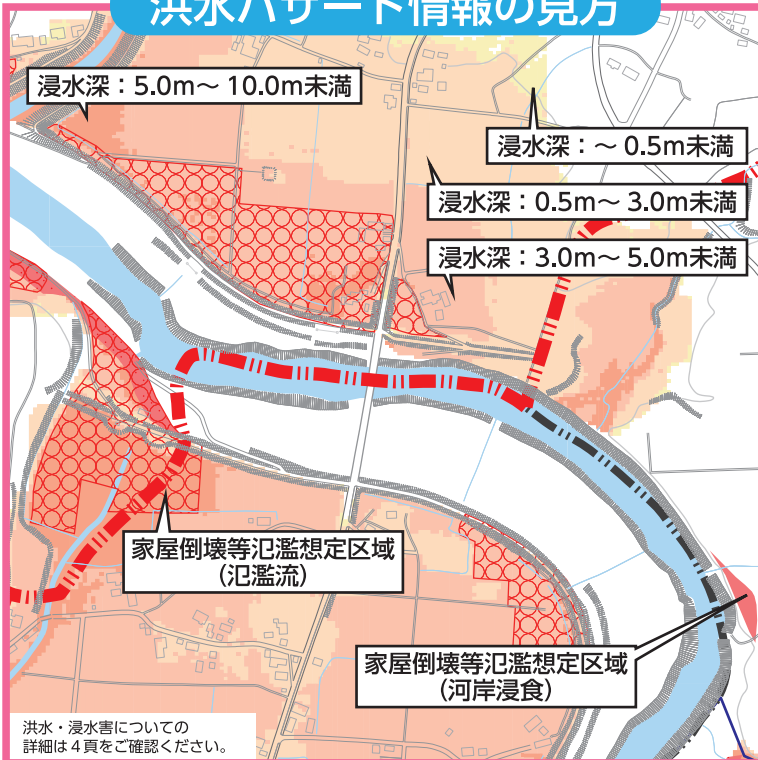 洪水ハザード情報の見方
浸水深：5.0m〜 10.0m未満
浸水深：〜 0.5m未満
浸水深：0.5m〜 3.0m未満
浸水深：3.0m〜 5.0m未満
家屋倒壊等氾濫想定区域
(氾濫流)
家屋倒壊等氾濫想定区域
(河岸浸食)
洪水・浸水害についての
詳細は４頁をご確認ください。